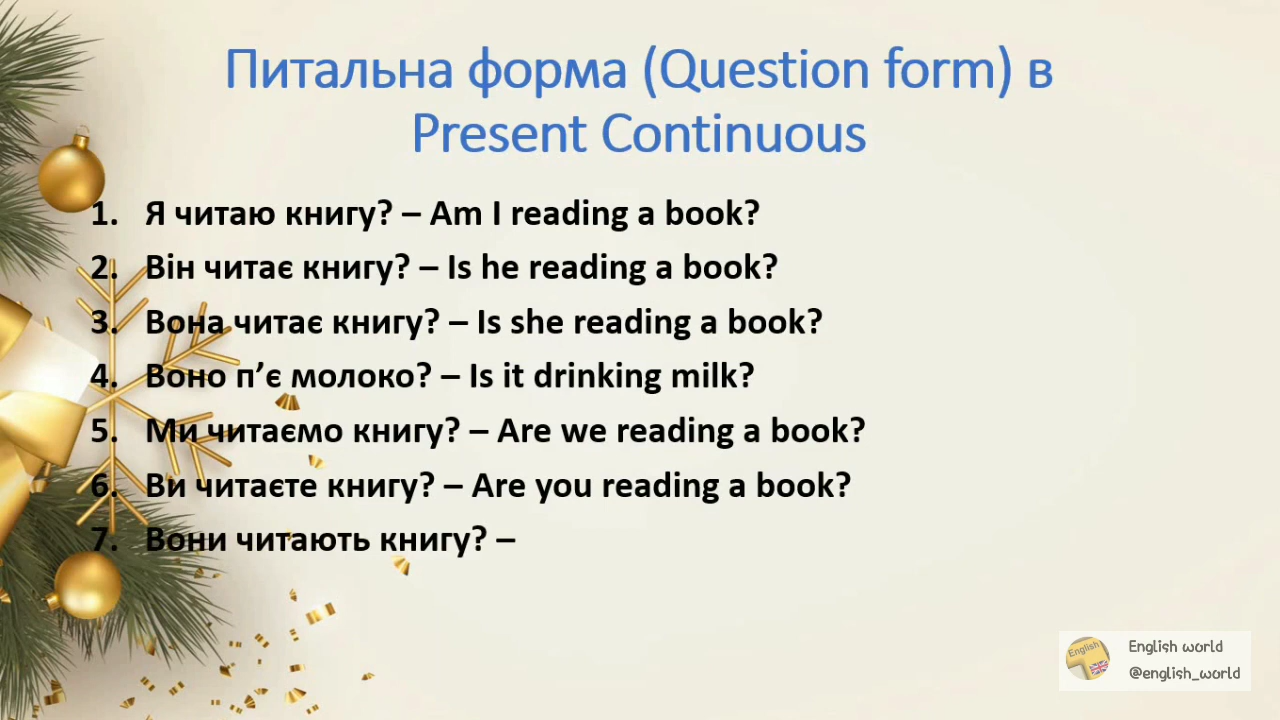 Питальна форма (Question form) в
Present Continuous
1. Я читаю книгу? – Am I reading a book?
2. Він читає книгу? – Is he reading a book?
3. Вона читає книгу? – Is she reading a book?
4. Воно п’є молоко? – Is it drinking milk?
5. Ми читаємо книгу? – Are we reading a book?
6. Ви читаєте книгу? – Are you reading a book?
7. Вони читають книгу? –
English
English world
@english_world